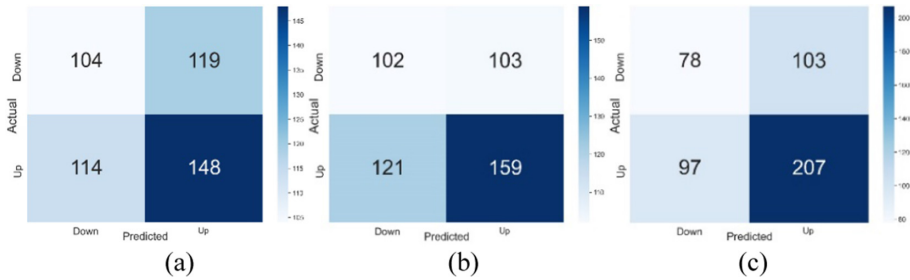 Actual
Down
Up
104
119
114
148
Down
Up
Predicted
145
140
135
130
125
120
115
110
105
(a)
Actual
Down
Up
102
103
121
159
Down
Up
Predicted
150
140
130
120
110
(b)
Actual
Down
Up
78
103
97
207
Down
Up
Predicted
200
180
160
140
120
100
80
(c)